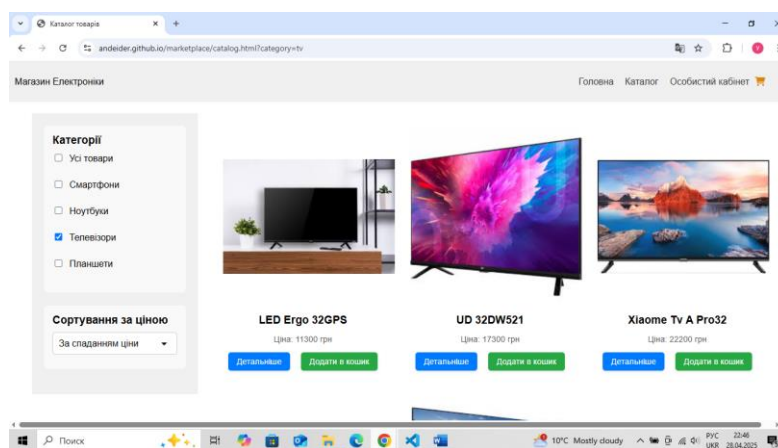 Каталог товарів
andeider.github.io/marketplace/catalog.html?category=tv
Магазин Електроніки
Головна Каталог Особистий кабінет
Категорії
Усі товари
Смартфони
Ноутбуки
Телевізори
Планшети
Сортування за ціною
За спаданням ціни
LED Ergo 32GPS
Ціна: 11300 грн
Детальніше Додати в кошик
UD 32DW521
Ціна: 17300 грн
Детальніше Додати в кошик
Xiaome Tv A Pro32
Ціна: 22200 грн
Детальніше Додати в кошик
Поиск
10°C Mostly cloudy
РУС
UKR
22:46
28.04.2025